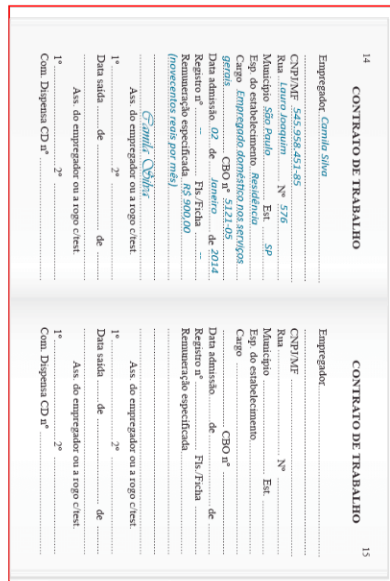 14
CONTRATO DE TRABALHO
Empregador Camila Silva
CNPJ/MF 545.958.451-85
Rua Lauro Joaquim Nº 576
Município São Paulo Est. SP
Esp. do estabelecimento Residência
Cargo Empregado doméstico nos serviços
gerais CBO nº 5121-05
Data admissão 02 de Janeiro de 2014
Registro nº -- Fls./Ficha --
Remuneração especificada R$ 900,00
(novecentos reais por mês)
Camila Silva
Ass. do empregador ou a rogo c/test.
1º 2º
Data saída de de
Ass. do empregador ou a rogo c/test.
1º 2º
Com. Dispensa CD nº
CONTRATO DE TRABALHO 15
Empregador
CNPJ/MF
Rua Nº
Município Est.
Esp. do estabelecimento
Cargo
CBO nº
Data admissão de de
Registro nº Fls./Ficha
Remuneração especificada
Ass. do empregador ou a rogo c/test.
1º 2º
Data saída de de
Ass. do empregador ou a rogo c/test.
1º 2º
Com. Dispensa CD nº